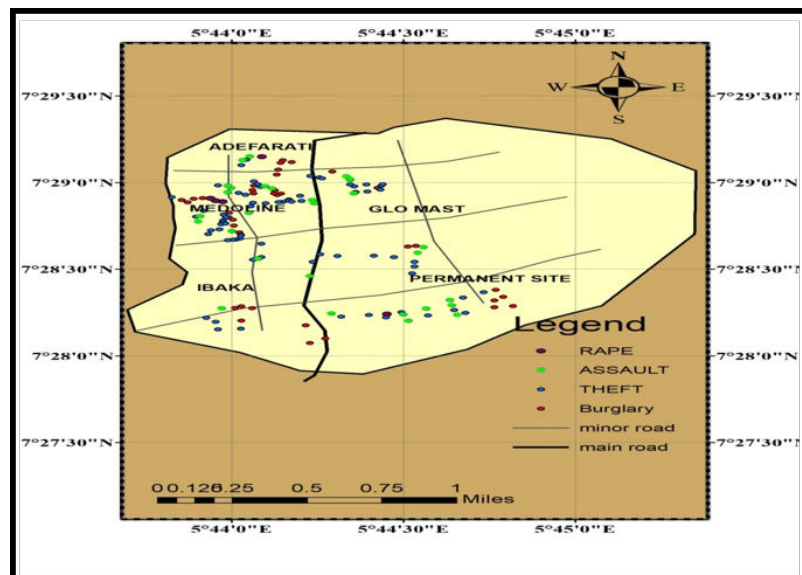 5°44'0"E 5°44'30"E 5°45'0"E
N
W E
S
7°29'30"N 7°29'30"N
ADEFARATI
7°29'0"N 7°29'0"N
MEDOLINE GLO MAST
7°28'30"N 7°28'30"N
IBAKA PERMANENT SITE
Legend
7°28'0"N 7°28'0"N
RAPE
ASSAULT
THEFT
Burglary
minor road
7°27'30"N 7°27'30"N
main road
0 0.125 0.25 0.5 0.75 1
Miles
5°44'0"E 5°44'30"E 5°45'0"E